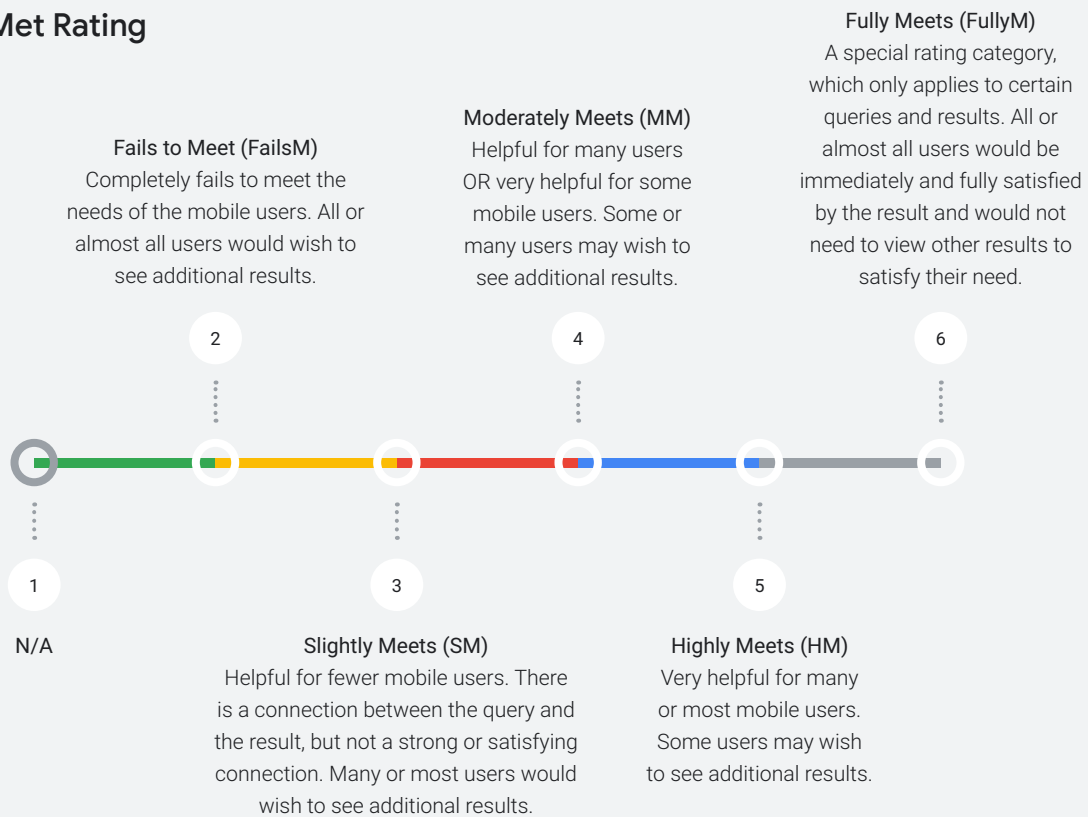 Met Rating
Fully Meets (FullyM)
A special rating category,
which only applies to certain
queries and results. All or
almost all users would be
immediately and fully satisfied
by the result and would not
need to view other results to
satisfy their need.
Moderately Meets (MM)
Helpful for many users
OR very helpful for some
mobile users. Some or
many users may wish to
see additional results.
Fails to Meet (FailsM)
Completely fails to meet the
needs of the mobile users. All or
almost all users would wish to
see additional results.
2
4
6
1
3
5
N/A
Slightly Meets (SM)
Helpful for fewer mobile users. There
is a connection between the query and
the result, but not a strong or satisfying
connection. Many or most users would
wish to see additional results.
Highly Meets (HM)
Very helpful for many
or most mobile users.
Some users may wish
to see additional results.